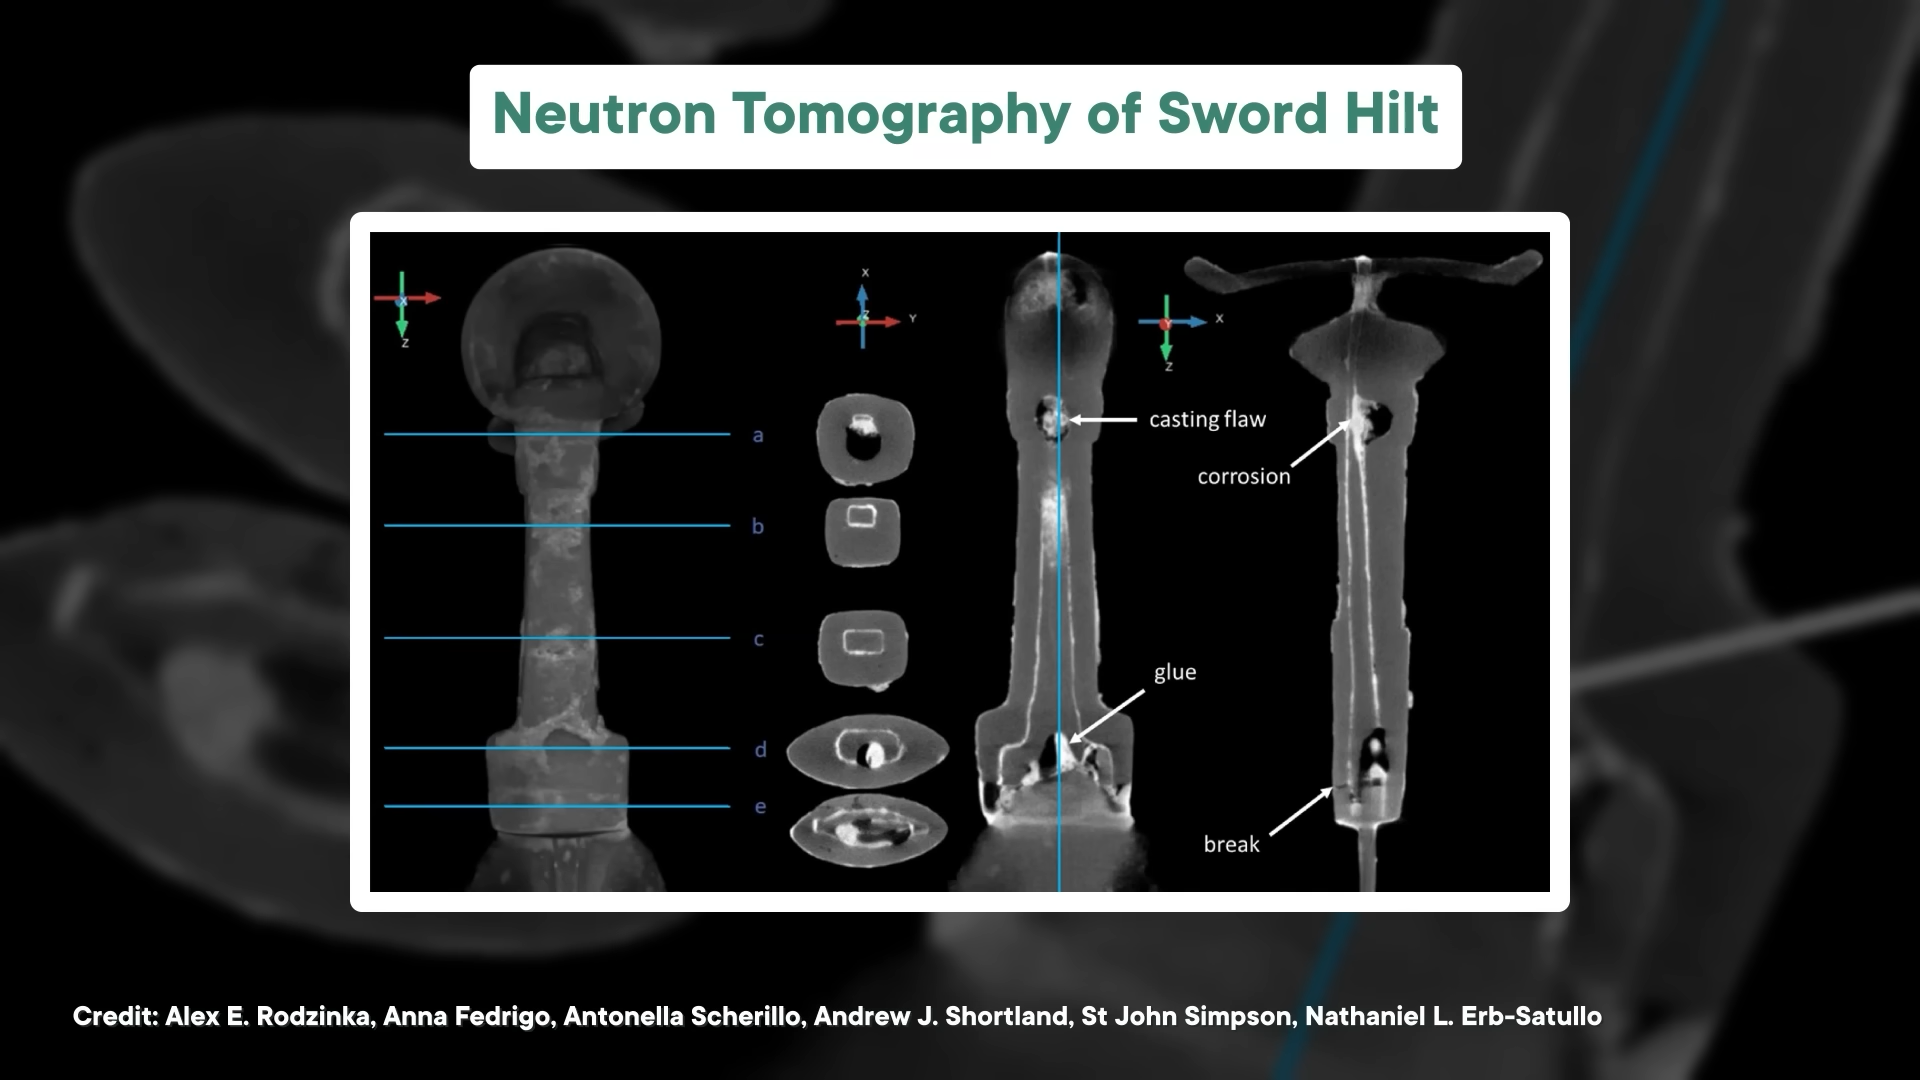 Neutron Tomography of Sword Hilt
X
Z
X
Z
Y
Y
X
Z
casting flaw
a
corrosion
b
c
glue
d
e
break
Credit: Alex E. Rodzinka, Anna Fedrigo, Antonella Scherillo, Andrew J. Shortland, St John Simpson, Nathaniel L. Erb-Satullo